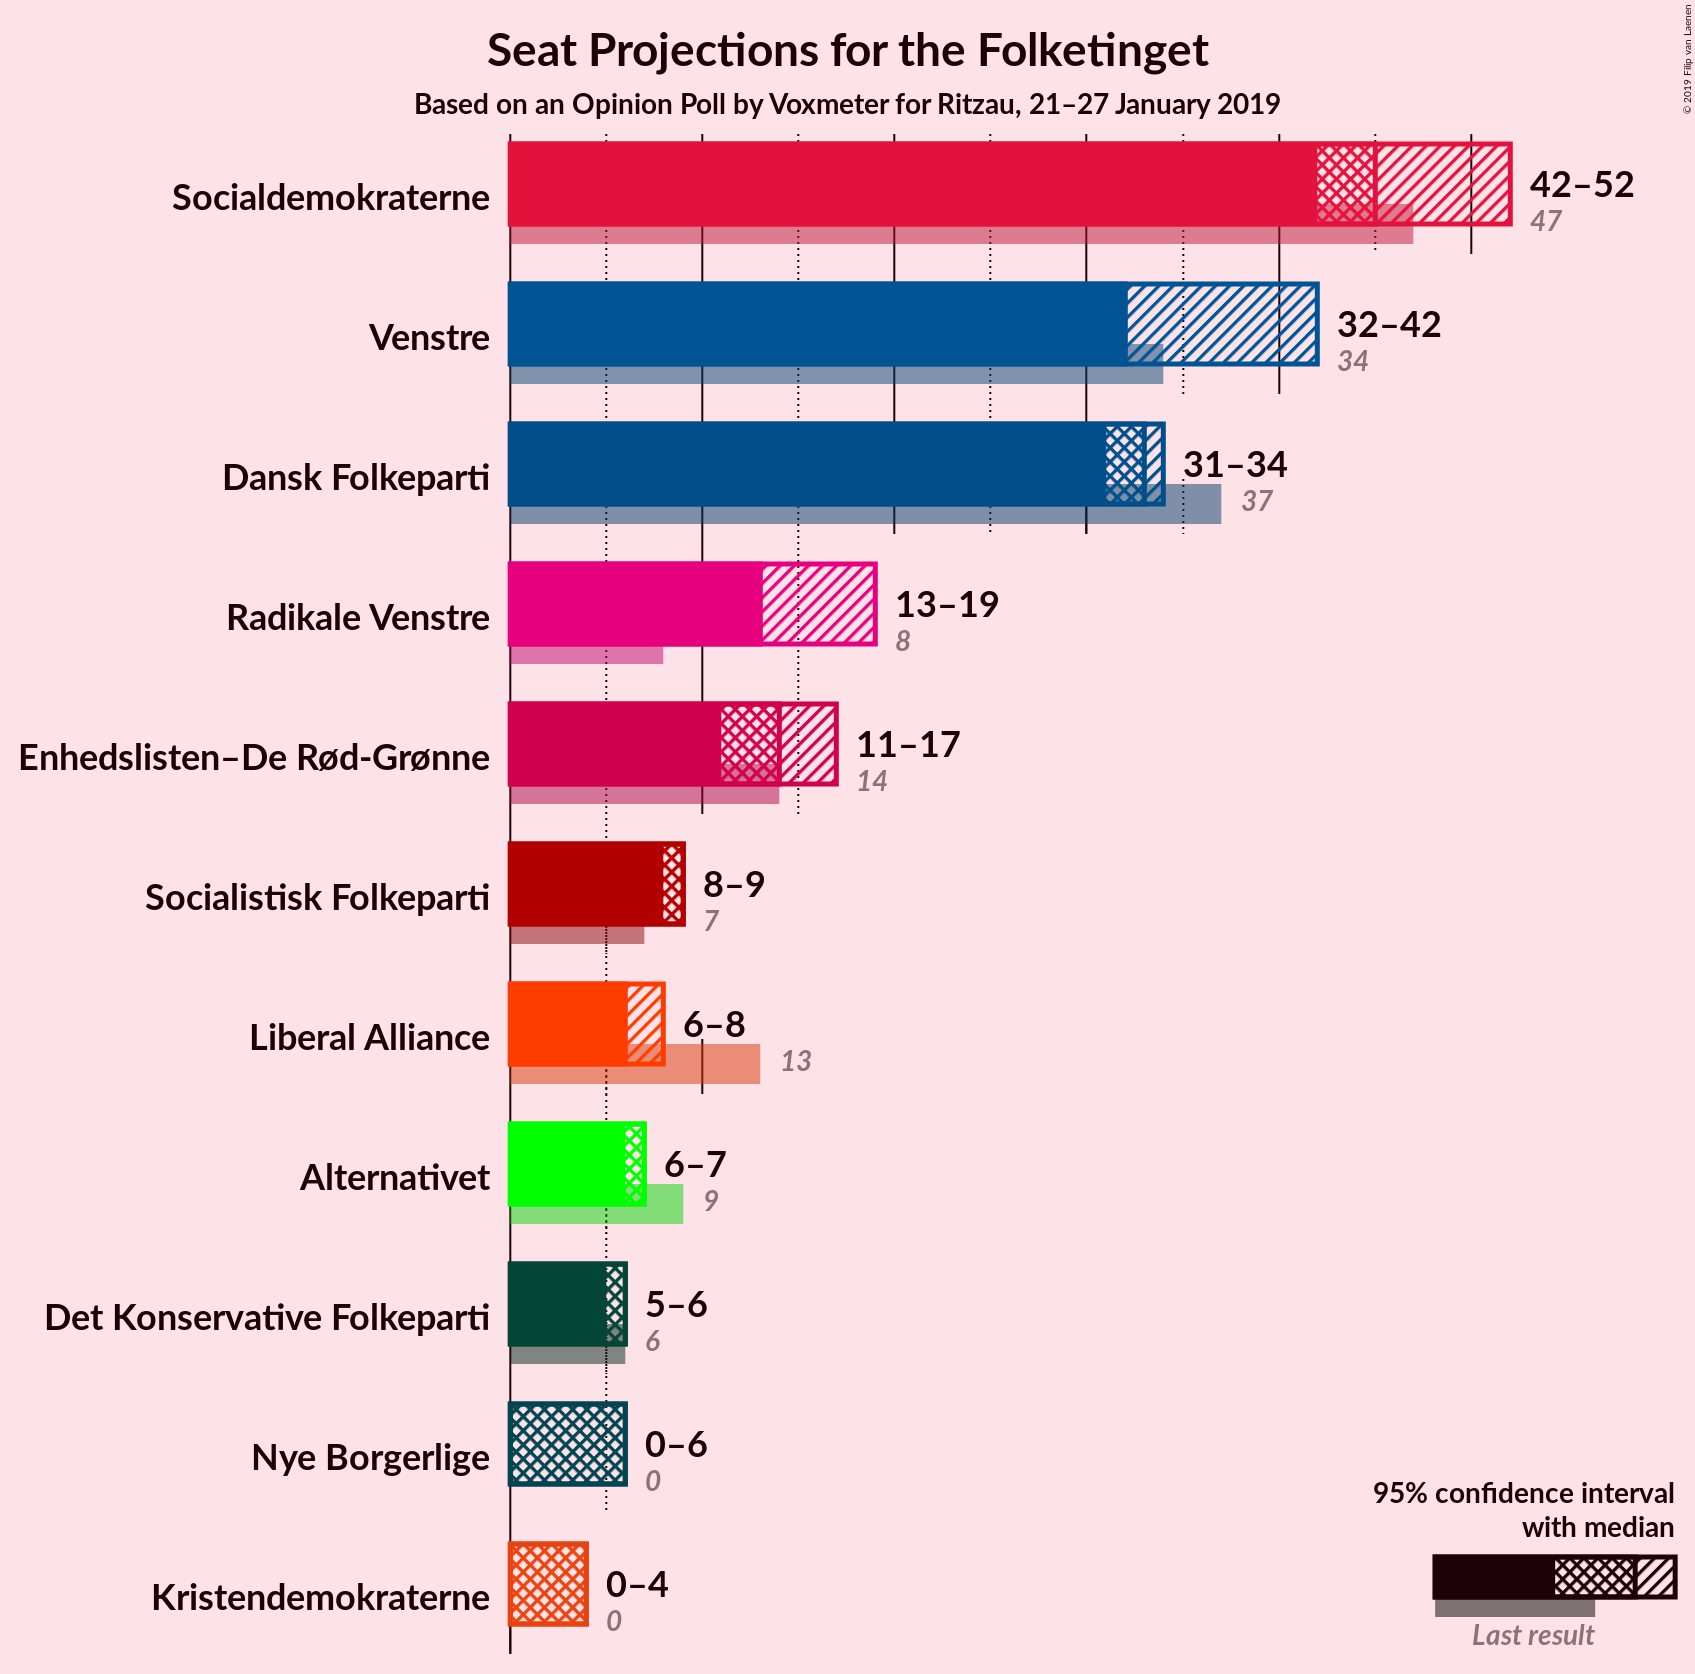 Seat Projections for the Folketinget
Based on an Opinion Poll by Voxmeter for Ritzau, 21–27 January 2019
© 2019 Filip van Laenen
Socialdemokraterne
42–52
47
Venstre
32–42
34
Dansk Folkeparti
31–34
37
Radikale Venstre
13–19
8
Enhedslisten–De Rød-Grønne
11–17
14
Socialistisk Folkeparti
8–9
7
Liberal Alliance
6–8
13
Alternativet
6–7
9
Det Konservative Folkeparti
5–6
6
Nye Borgerlige
0–6
0
Kristendemokraterne
0–4
0
95% confidence interval
with median
Last result